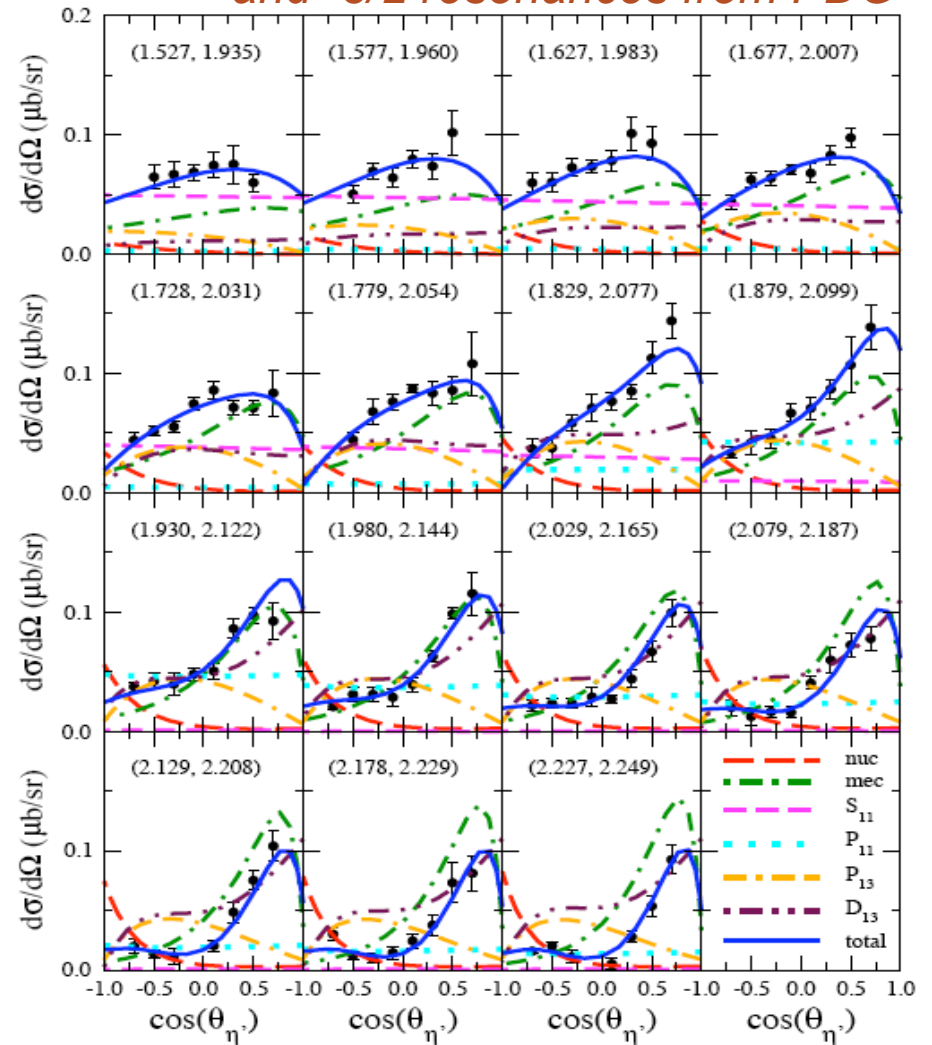 and 3/2 resonances from PDG
dσ/dΩ (μb/sr)
0.2
0.1
0.0
(1.527, 1.935)
(1.577, 1.960)
(1.627, 1.983)
(1.677, 2.007)
dσ/dΩ (μb/sr)
0.1
0.0
(1.728, 2.031)
(1.779, 2.054)
(1.829, 2.077)
(1.879, 2.099)
dσ/dΩ (μb/sr)
0.1
0.0
(1.930, 2.122)
(1.980, 2.144)
(2.029, 2.165)
(2.079, 2.187)
dσ/dΩ (μb/sr)
0.1
0.0
(2.129, 2.208)
(2.178, 2.229)
(2.227, 2.249)
nuc
mec
S₁₁
P₁₁
P₁₃
D₁₃
total
-1.0 -0.5 0.0 0.5 -1 -0.5 0.0 0.5 -1 -0.5 0.0 0.5 -1 -0.5 0.0 0.5 1.0
cos(θη') cos(θη') cos(θη') cos(θη')